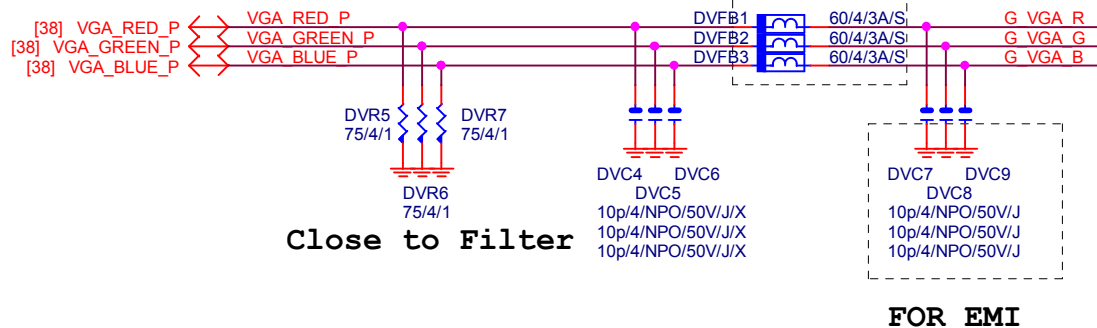 [38] VGA_RED_P VGA_RED_P DVFB1 60/4/3A/S G_VGA_R
[38] VGA_GREEN_P VGA_GREEN_P DVFB2 60/4/3A/S G_VGA_G
[38] VGA_BLUE_P VGA_BLUE_P DVFB3 60/4/3A/S G_VGA_B
DVR5 DVR7
75/4/1 75/4/1
DVR6
75/4/1
Close to Filter
DVC4 DVC6
DVC5
10p/4/NPO/50V/J/X
10p/4/NPO/50V/J/X
10p/4/NPO/50V/J/X
DVC7 DVC9
DVC8
10p/4/NPO/50V/J
10p/4/NPO/50V/J
10p/4/NPO/50V/J
FOR EMI